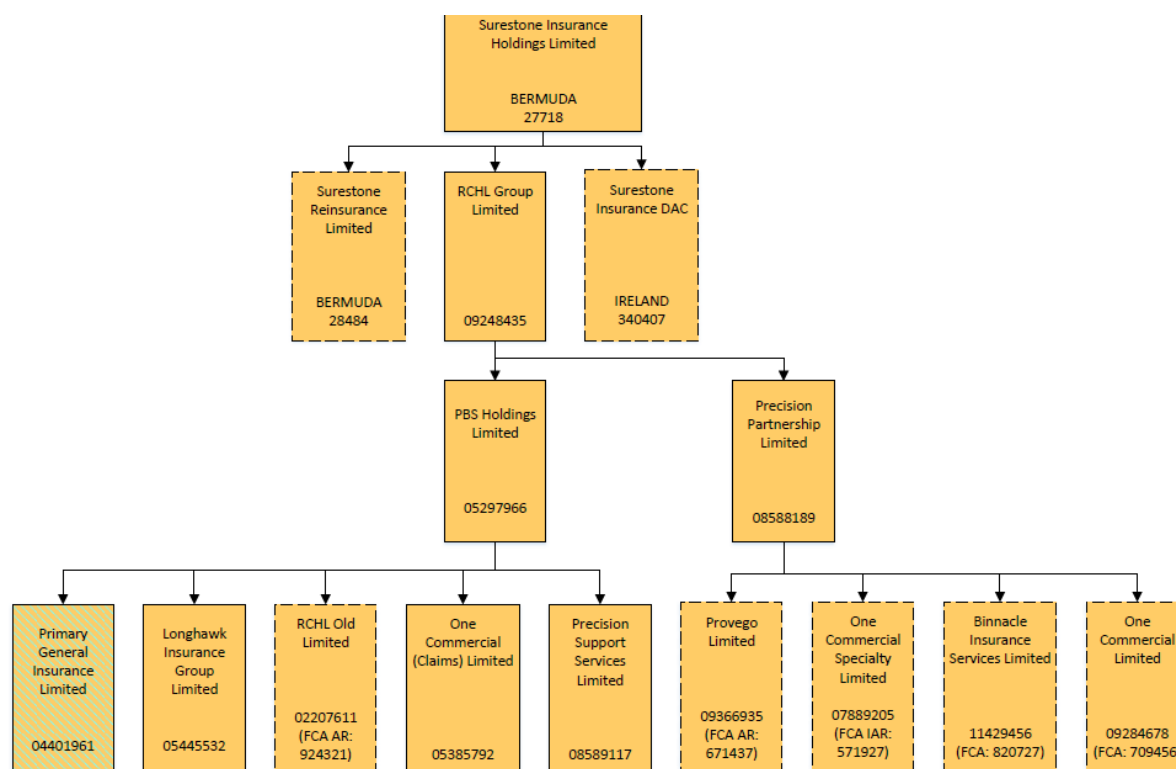 Surestone Insurance
Holdings Limited
BERMUDA
27718
Surestone
Reinsurance
Limited
BERMUDA
28484
RCHL Group
Limited
09248435
Surestone
Insurance DAC
IRELAND
340407
PBS Holdings
Limited
05297966
Precision
Partnership
Limited
08588189
Primary
General
Insurance
Limited
04401961
Longhawk
Insurance
Group
Limited
05445532
RCHL Old
Limited
02207611
(FCA AR:
924321)
One
Commercial
(Claims) Limited
05385792
Precision
Support
Services
Limited
08589117
Provego
Limited
09366935
(FCA AR:
671437)
One
Commercial
Specialty
Limited
07889205
(FCA IAR:
571927)
Binnacle
Insurance
Services Limited
11429456
(FCA: 820727)
One
Commercial
Limited
09284678
(FCA: 709456